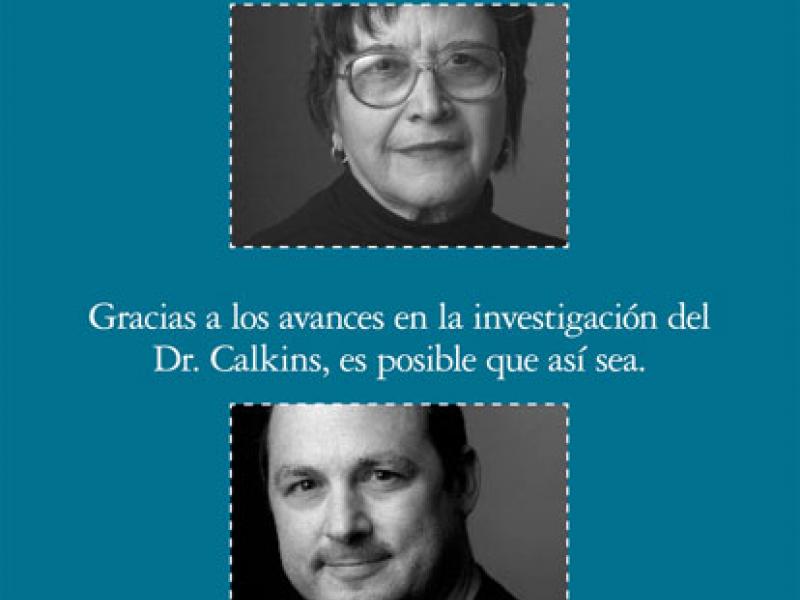 Gracias a los avances en la investigación del
Dr. Calkins, es posible que así sea.